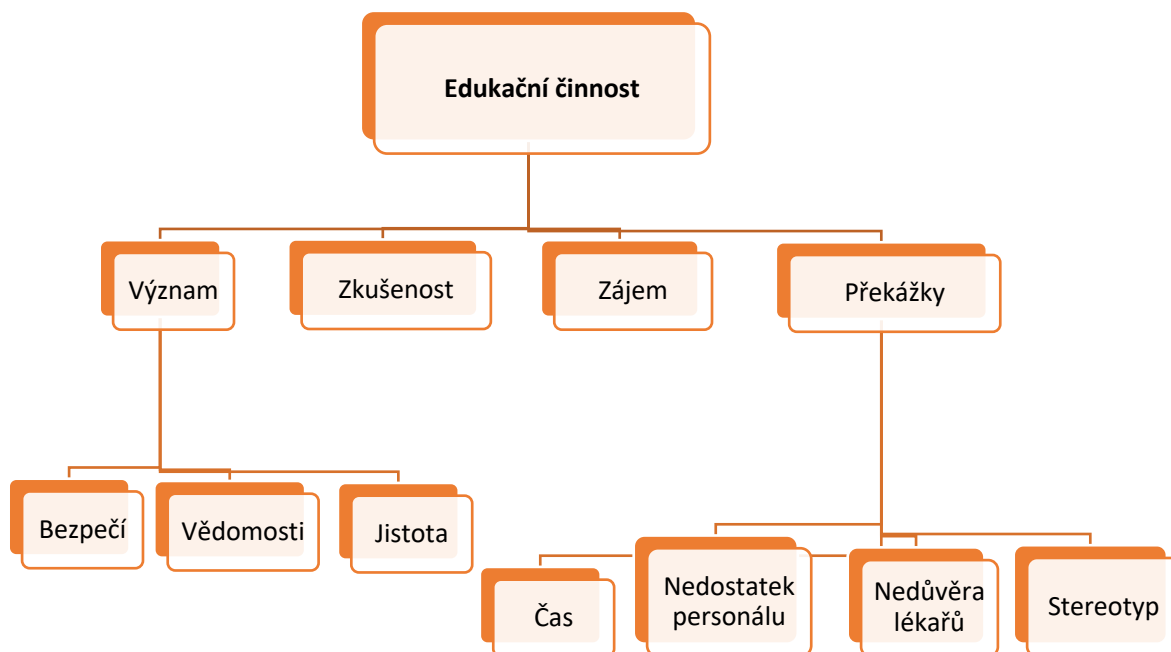 Edukační činnost
Význam
Zkušenost
Zájem
Překážky
Bezpečí
Vědomosti
Jistota
Čas
Nedostatek
personálu
Nedůvěra
lékařů
Stereotyp